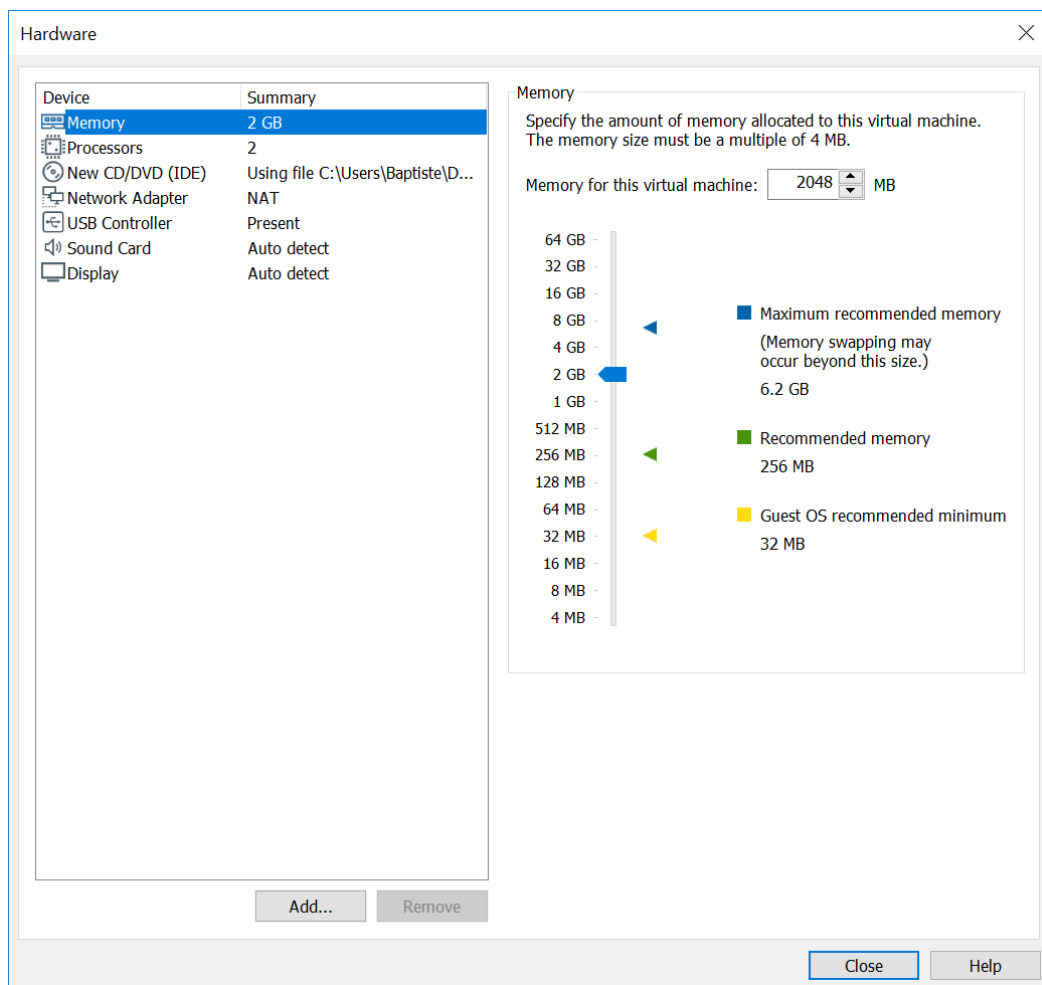 Hardware
Device Summary
Memory 2 GB
Processors 2
New CD/DVD (IDE) Using file C:\Users\Baptiste\D...
Network Adapter NAT
USB Controller Present
Sound Card Auto detect
Display Auto detect
Add... Remove
Memory
Specify the amount of memory allocated to this virtual machine.
The memory size must be a multiple of 4 MB.
Memory for this virtual machine: 2048 MB
64 GB
32 GB
16 GB
8 GB
4 GB
2 GB
1 GB
512 MB
256 MB
128 MB
64 MB
32 MB
16 MB
8 MB
4 MB
Maximum recommended memory
(Memory swapping may
occur beyond this size.)
6.2 GB
Recommended memory
256 MB
Guest OS recommended minimum
32 MB
Close Help